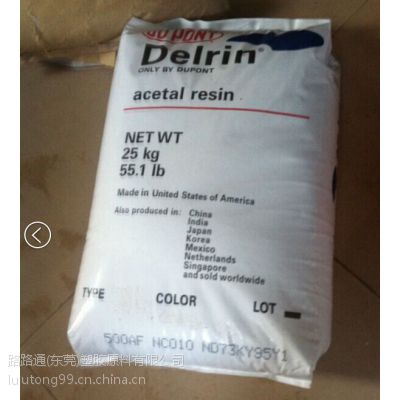 DU PONT
Delrin®
ONLY BY DUPONT
acetal resin
NET WT
25 kg
55.1 lb
Made in United States of America
Also produced in: China
India
Japan
Korea
Mexico
Netherlands
Singapore
and sold worldwide
TYPE COLOR LOT
500AF NC010 ND73XY95Y1
路路通(东莞)塑胶原料有限公司
luutong99.cn.china.cn